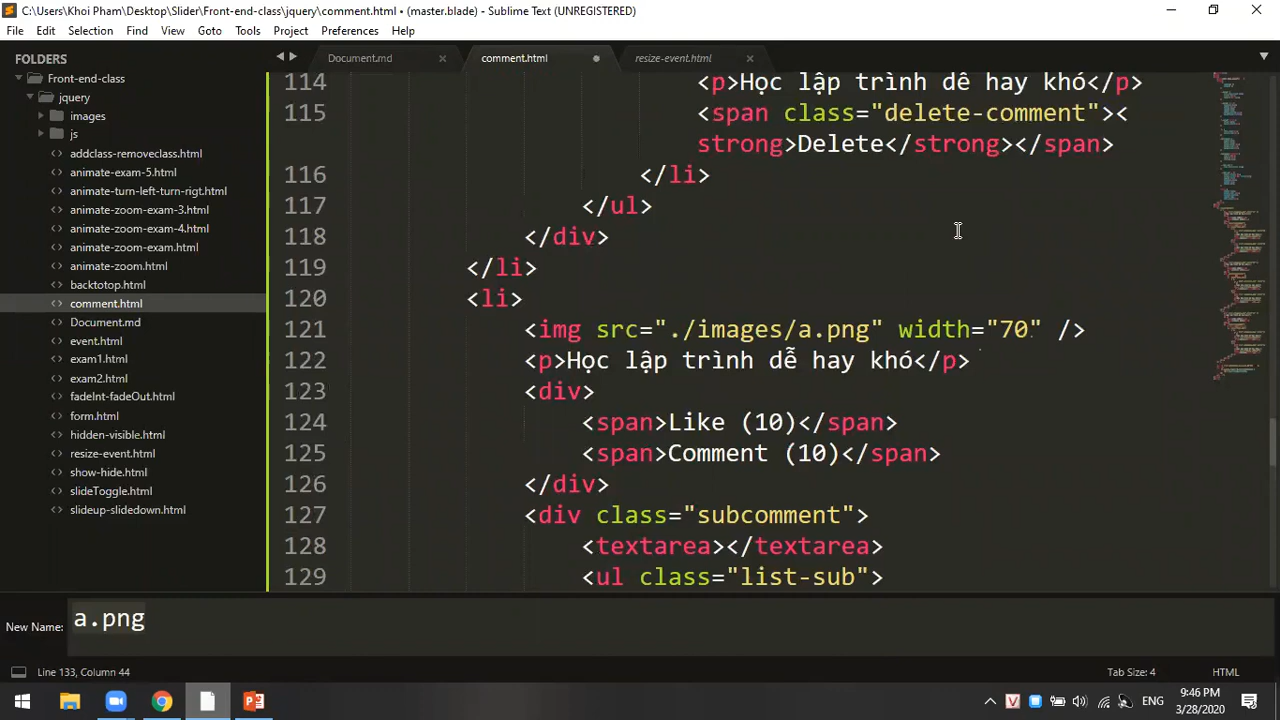 C:\Users\Khoi Pham\Desktop\Slider\Front-end-class\jquery\comment.html • (master.blade) - Sublime Text (UNREGISTERED)
File Edit Selection Find View Goto Tools Project Preferences Help
FOLDERS
Front-end-class
jquery
images
js
addclass-removeclass.html
animate-exam-5.html
animate-turn-left-turn-rigt.html
animate-zoom-exam-3.html
animate-zoom-exam-4.html
animate-zoom-exam.html
animate-zoom.html
backtotop.html
comment.html
Document.md
event.html
exam1.html
exam2.html
fadeInt-fadeOut.html
form.html
hidden-visible.html
resize-event.html
show-hide.html
slideToggle.html
slideup-slidedown.html
Document.md comment.html resize-event.html
114 <p>Học lập trình dễ hay khó</p>
115 <span class="delete-comment"><
strong>Delete</strong></span>
116 </li>
117 </ul>
118 </div>
119 </li>
120 <li>
121 <img src="./images/a.png" width="70" />
122 <p>Học lập trình dễ hay khó</p>
123 <div>
124 <span>Like (10)</span>
125 <span>Comment (10)</span>
126 </div>
127 <div class="subcomment">
128 <textarea></textarea>
129 <ul class="list-sub">
New Name: a.png
Line 133, Column 44 Tab Size: 4 HTML
ENG
9:46 PM
3/28/2020